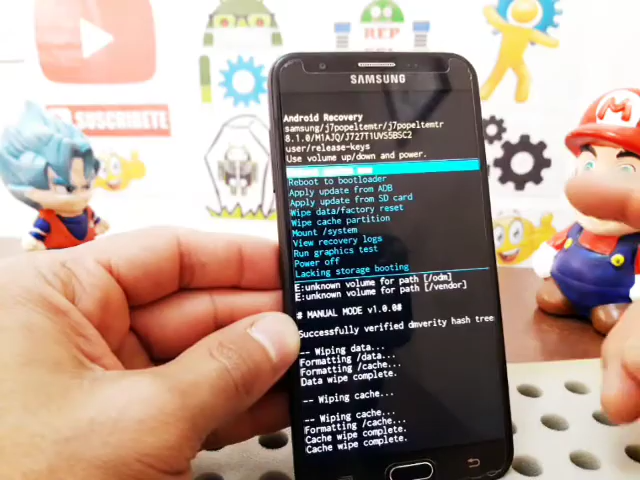 SUSCRIBETE
REP
SAMSUNG
Android Recovery
samsung/j7popeltemtr/j7popeltemtr
8.1.0/M1AJQ/J727T1UVS5BSC2
user/release-keys
Use volume up/down and power.
Reboot to bootloader
Apply update from ADB
Apply update from SD card
Wipe data/factory reset
Wipe cache partition
Mount /system
View recovery logs
Run graphics test
Power off
Lacking storage booting
E:unknown volume for path [/odm]
E:unknown volume for path [/vendor]
# MANUAL MODE v1.0.0#
Successfully verified dmverity hash tree
-- Wiping data...
Formatting /data...
Formatting /cache...
Data wipe complete.
-- Wiping cache...
-- Wiping cache...
Formatting /cache...
Cache wipe complete.
Cache wipe complete.
M